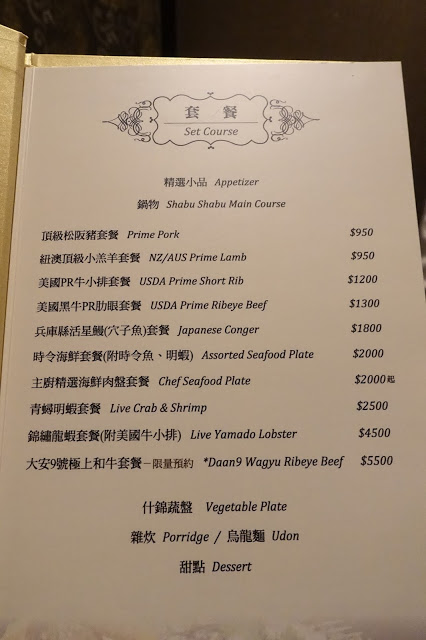 套 餐
Set Course
精選小品 Appetizer
鍋物 Shabu Shabu Main Course
頂級松阪豬套餐 Prime Pork $950
紐澳頂級小羔羊套餐 NZ/AUS Prime Lamb $950
美國PR牛小排套餐 USDA Prime Short Rib $1200
美國黑牛PR肋眼套餐 USDA Prime Ribeye Beef $1300
兵庫縣活星鰻(穴子魚)套餐 Japanese Conger $1800
時令海鮮套餐(附時令魚、明蝦) Assorted Seafood Plate $2000
主廚精選海鮮肉盤套餐 Chef Seafood Plate $2000起
青蟳明蝦套餐 Live Crab & Shrimp $2500
錦繡龍蝦套餐(附美國牛小排) Live Yamado Lobster $4500
大安9號極上和牛套餐－限量預約 *Daan9 Wagyu Ribeye Beef $5500
什錦蔬盤 Vegetable Plate
雜炊 Porridge / 烏龍麵 Udon
甜點 Dessert